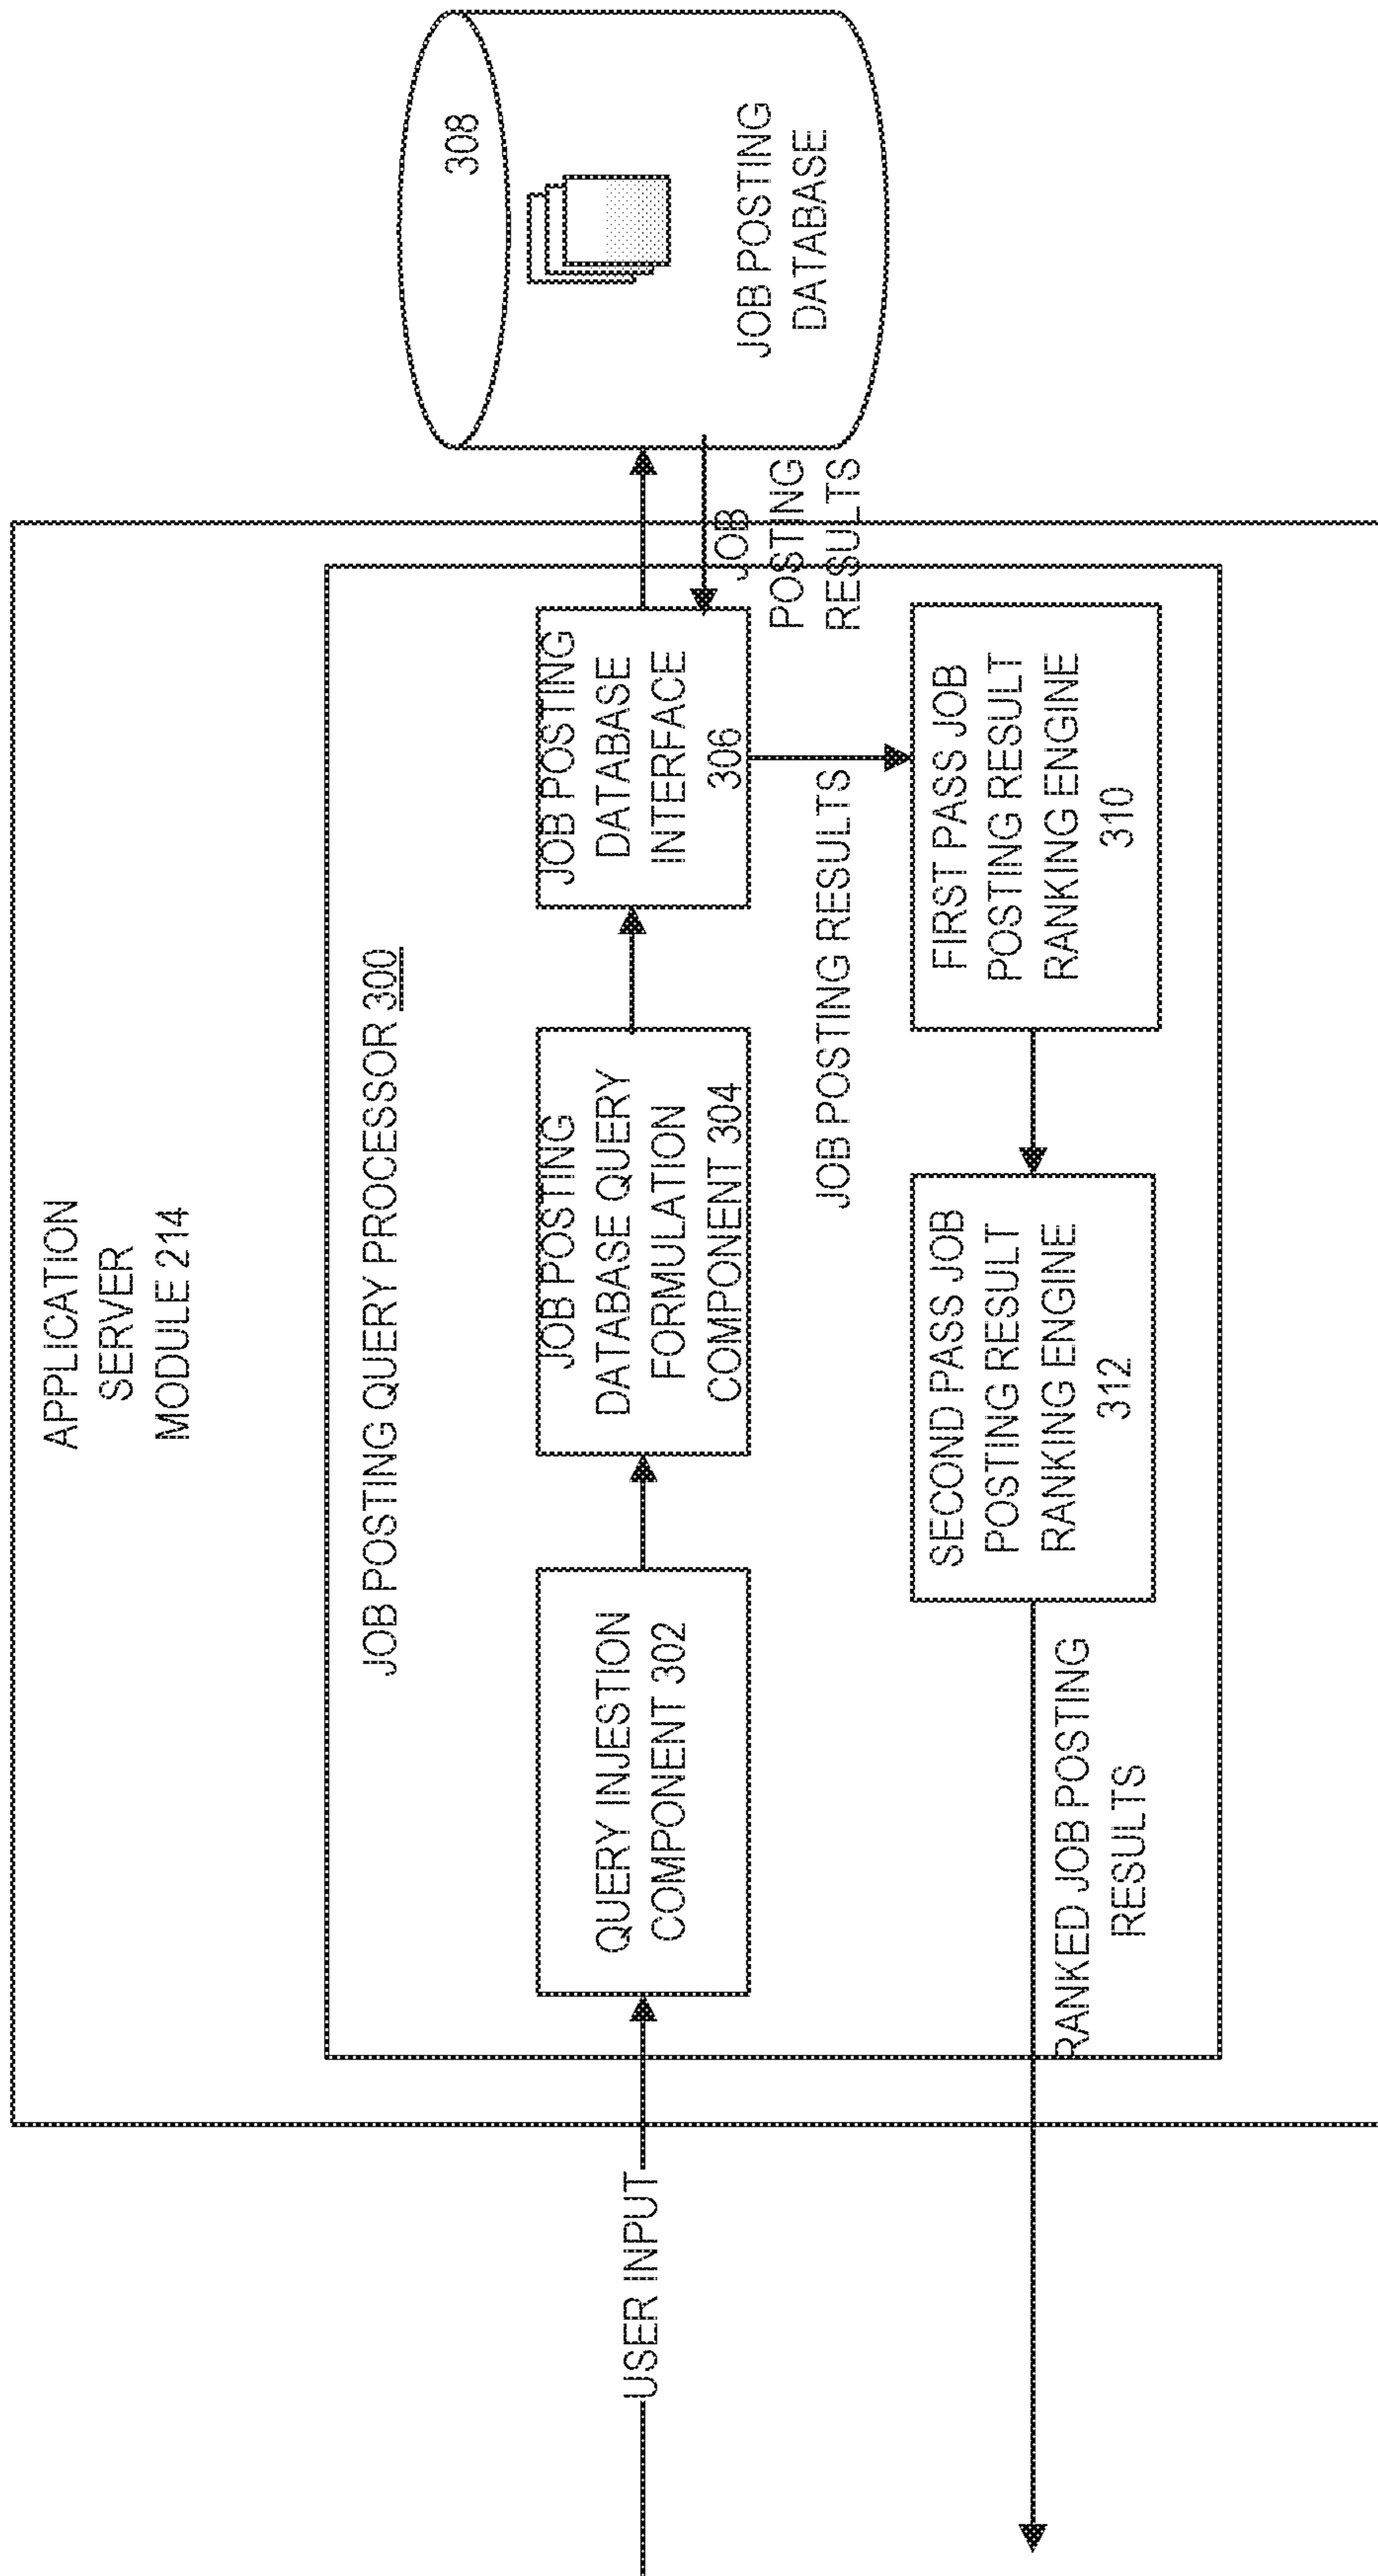 APPLICATION
SERVER
MODULE 214
JOB POSTING QUERY PROCESSOR 300
USER INPUT
QUERY INJESTION
COMPONENT 302
JOB POSTING
DATABASE QUERY
FORMULATION
COMPONENT 304
JOB POSTING
DATABASE
INTERFACE
306
308
JOB POSTING
DATABASE
JOB
POSTING
RESULTS
JOB POSTING RESULTS
FIRST PASS JOB
POSTING RESULT
RANKING ENGINE
310
SECOND PASS JOB
POSTING RESULT
RANKING ENGINE
312
RANKED JOB POSTING
RESULTS